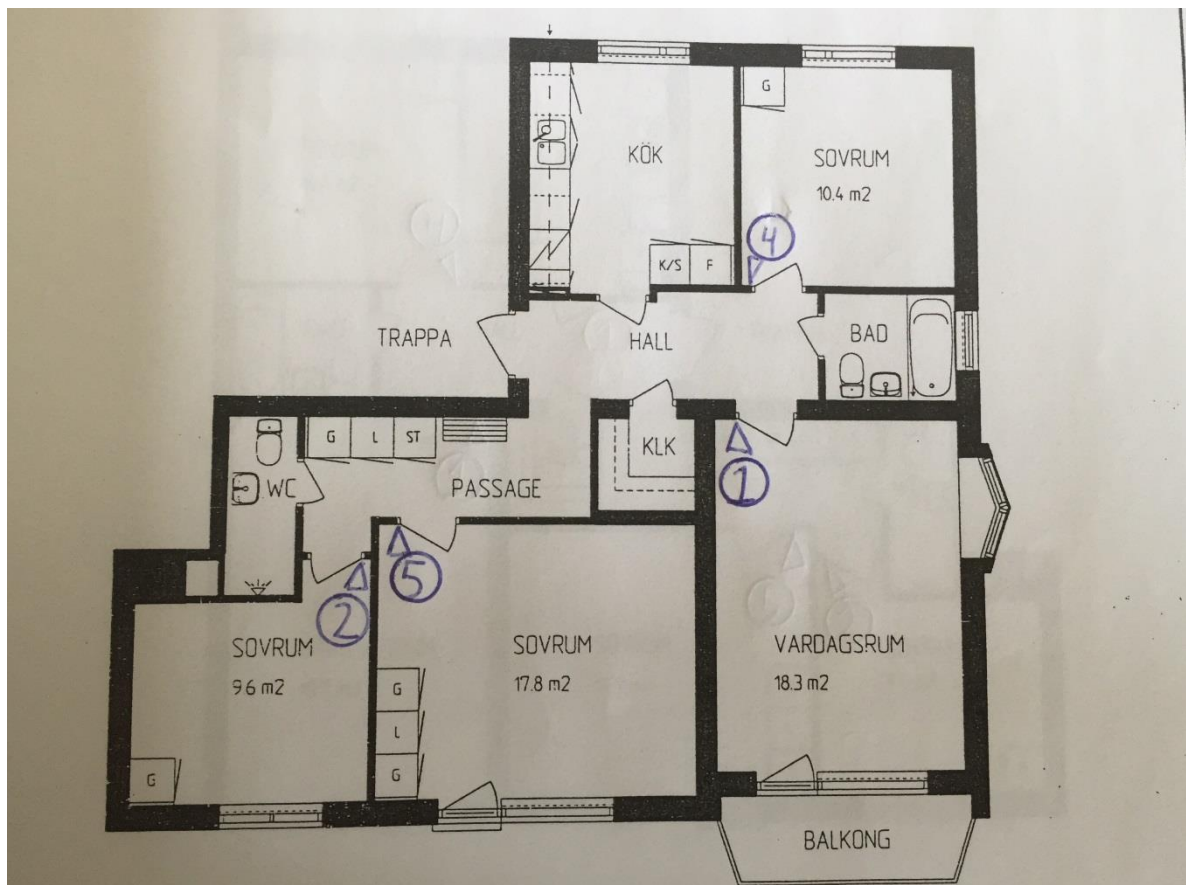 G
KÖK
SOVRUM
10.4 m2
4
K/S
F
TRAPPA
HALL
BAD
G
L
ST
KLK
WC
PASSAGE
1
5
2
SOVRUM
9.6 m2
SOVRUM
17.8 m2
VARDAGSRUM
18.3 m2
G
L
G
G
BALKONG